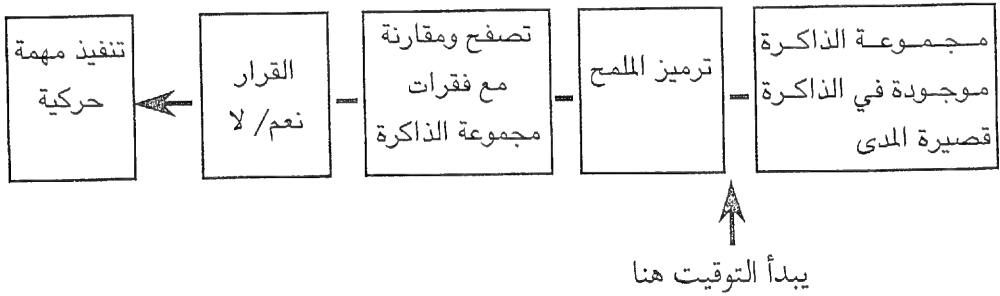 مجموعة الذاكرة
موجودة في الذاكرة
قصيرة المدى
ترميز الملمح
تصفح ومقارنة
مع فقرات
مجموعة الذاكرة
القرار
نعم/ لا
تنفيذ مهمة
حركية
يبدأ التوقيت هنا